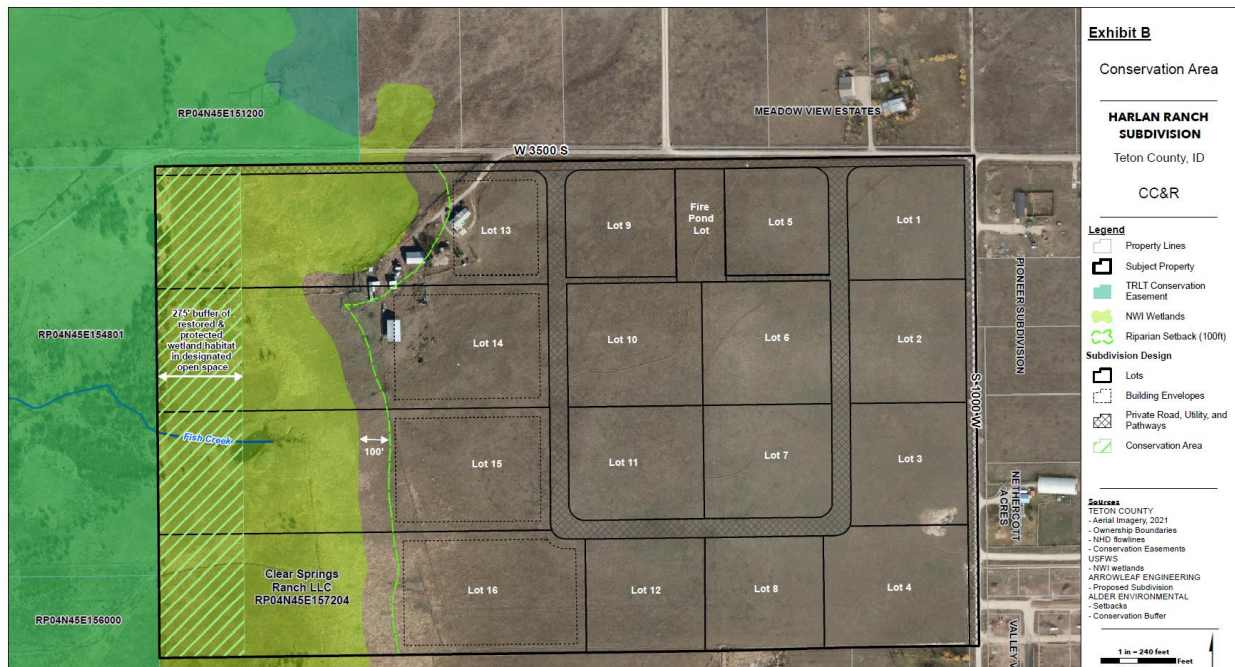 RP04N45E151200
MEADOW VIEW ESTATES
W 3500 S
Lot 13
Lot 9
Fire
Pond
Lot
Lot 5
Lot 1
PIONEER SUBDIVISION
275' buffer of
restored &
protected
wetland habitat
in designated
open space
RP04N45E154801
Lot 14
Lot 10
Lot 6
Lot 2
S 1000 W
Fish Creek
100'
Lot 15
Lot 11
Lot 7
Lot 3
NETHERCOTT
ACRES
Clear Springs
Ranch LLC
RP04N45E157204
RP04N45E156000
Lot 16
Lot 12
Lot 8
Lot 4
VALLEY V
Exhibit B
Conservation Area
HARLAN RANCH
SUBDIVISION
Teton County, ID
CC&R
Legend
Property Lines
Subject Property
TRLT Conservation
Easement
NWI Wetlands
Riparian Setback (100ft)
Subdivision Design
Lots
Building Envelopes
Private Road, Utility, and
Pathways
Conservation Area
Sources
TETON COUNTY
- Aerial Imagery, 2021
- Ownership Boundaries
- NHD flowlines
- Conservation Easements
USFWS
- NWI wetlands
ARROWLEAF ENGINEERING
- Proposed Subdivision
ALDER ENVIRONMENTAL
- Setbacks
- Conservation Buffer
1 in = 240 feet
Feet